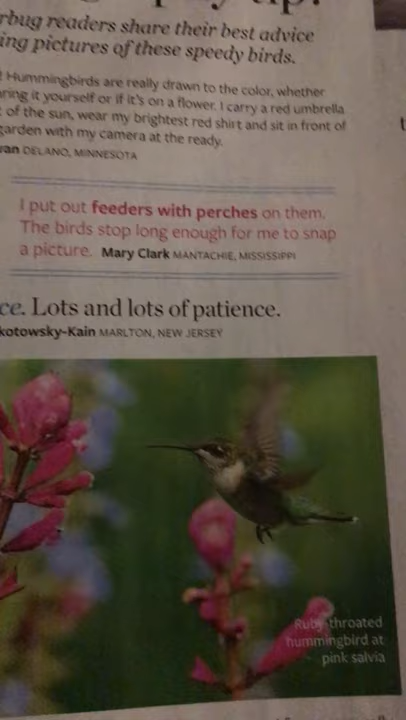 rbug readers share their best advice
ing pictures of these speedy birds.
! Hummingbirds are really drawn to the color, whether
aring it yourself or if it's on a flower. I carry a red umbrella
of the sun, wear my brightest red shirt and sit in front of
garden with my camera at the ready.
van DELANO, MINNESOTA
I put out feeders with perches on them.
The birds stop long enough for me to snap
a picture. Mary Clark MANTACHIE, MISSISSIPPI
ce. Lots and lots of patience.
kotowsky-Kain MARLTON, NEW JERSEY
Ruby-throated
hummingbird at
pink salvia